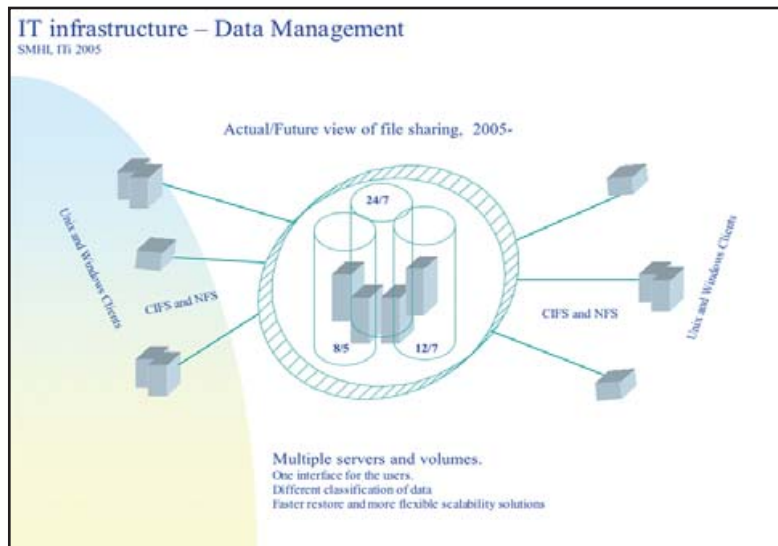 IT infrastructure – Data Management
SMHI, ITi 2005
Actual/Future view of file sharing, 2005-
24/7
8/5
12/7
Unix and Windows Clients
CIFS and NFS
CIFS and NFS
Unix and Windows Clients
Multiple servers and volumes.
One interface for the users.
Different classification of data
Faster restore and more flexible scalability solutions